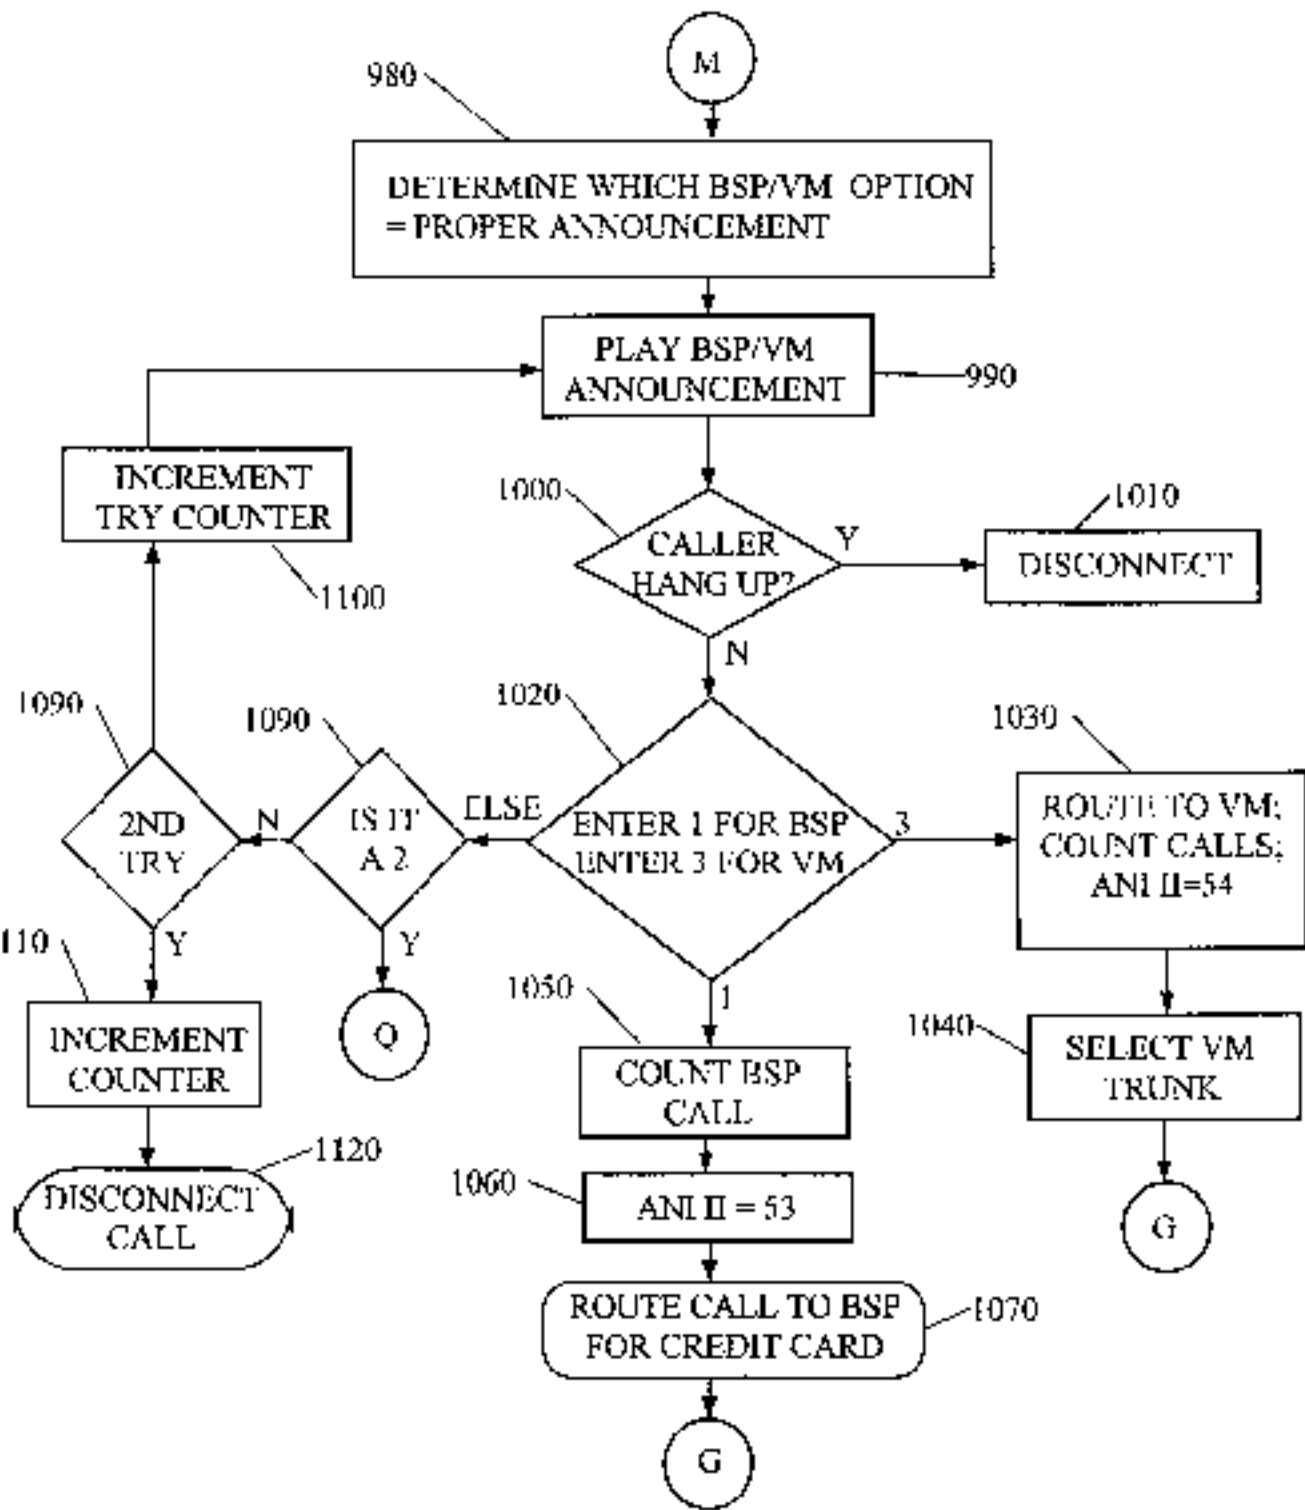 M
980
DETERMINE WHICH BSP/VM OPTION
= PROPER ANNOUNCEMENT
PLAY BSP/VM
ANNOUNCEMENT
990
INCREMENT
TRY COUNTER
1100
1000
CALLER
HANG UP?
Y
N
1010
DISCONNECT
1090
2ND
TRY
N
Y
1090
IS IT
A 2
ELSE
Y
1020
ENTER 1 FOR BSP
ENTER 3 FOR VM
3
1
1030
ROUTE TO VM;
COUNT CALLS;
ANI II=54
110
INCREMENT
COUNTER
Q
1050
COUNT BSP
CALL
1040
SELECT VM
TRUNK
1120
DISCONNECT
CALL
1060
ANI II = 53
G
ROUTE CALL TO BSP
FOR CREDIT CARD
1070
G